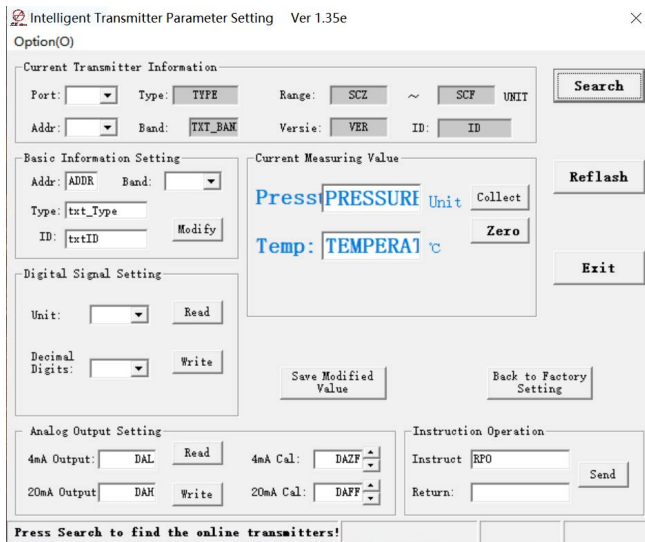 Intelligent Transmitter Parameter Setting Ver 1.35e
Option(O)
Current Transmitter Information
Port: Type: TYPE Range: SCZ ~ SCF UNIT
Addr: Band: TXT_BAN Versie: VER ID: ID
Search
Basic Information Setting
Addr: ADDR Band:
Type: txt_Type
ID: txtID
Modify
Current Measuring Value
Press PRESSURE Unit Collect
Zero
Temp: TEMPERAT ℃
Reflash
Exit
Digital Signal Setting
Unit: Read
Decimal
Digits: Write
Save Modified
Value
Back to Factory
Setting
Analog Output Setting
4mA Output: DAL Read 4mA Cal: DAZF
20mA Output DAH Write 20mA Cal: DAFF
Instruction Operation
Instruct RPO
Return:
Send
Press Search to find the online transmitters!